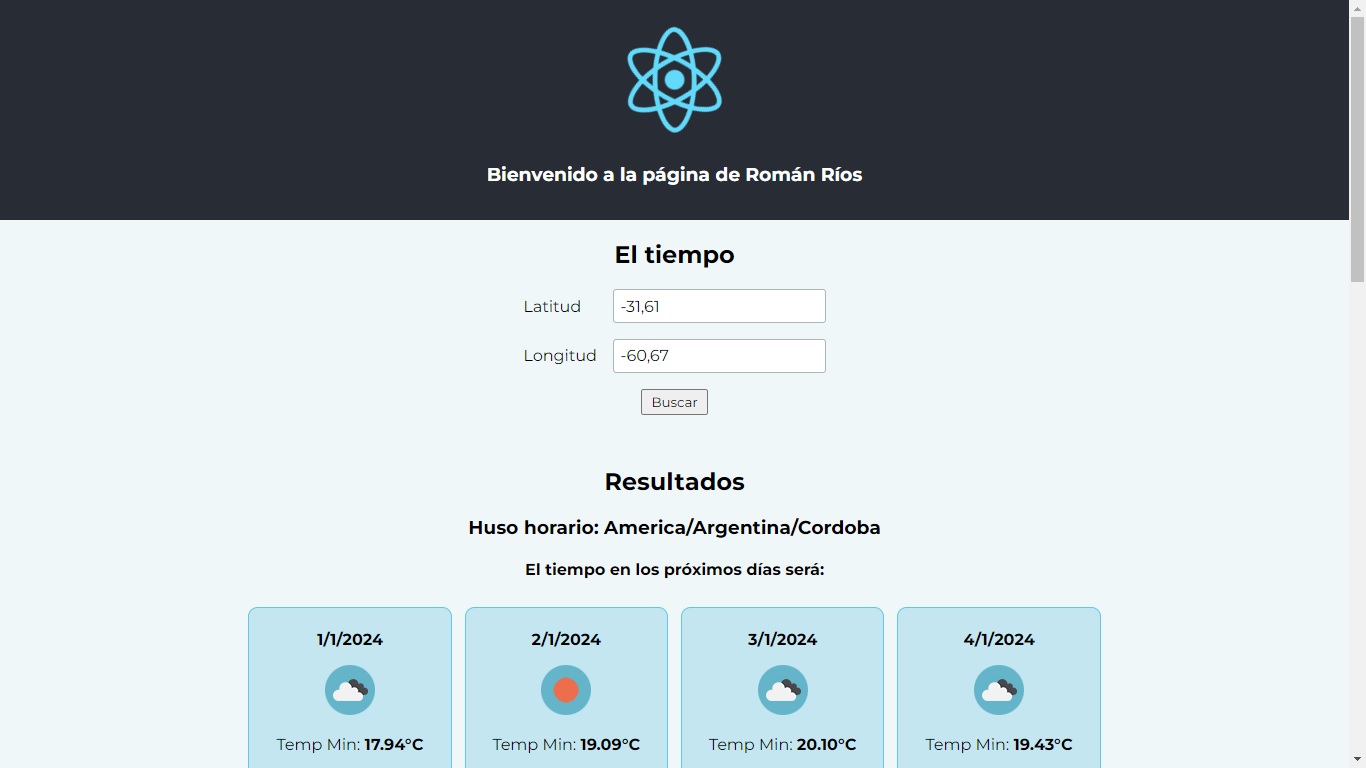 Bienvenido a la página de Román Ríos
El tiempo
Latitud -31,61
Longitud -60,67
Buscar
Resultados
Huso horario: America/Argentina/Cordoba
El tiempo en los próximos días será:
1/1/2024 2/1/2024 3/1/2024 4/1/2024
Temp Min: 17.94°C Temp Min: 19.09°C Temp Min: 20.10°C Temp Min: 19.43°C